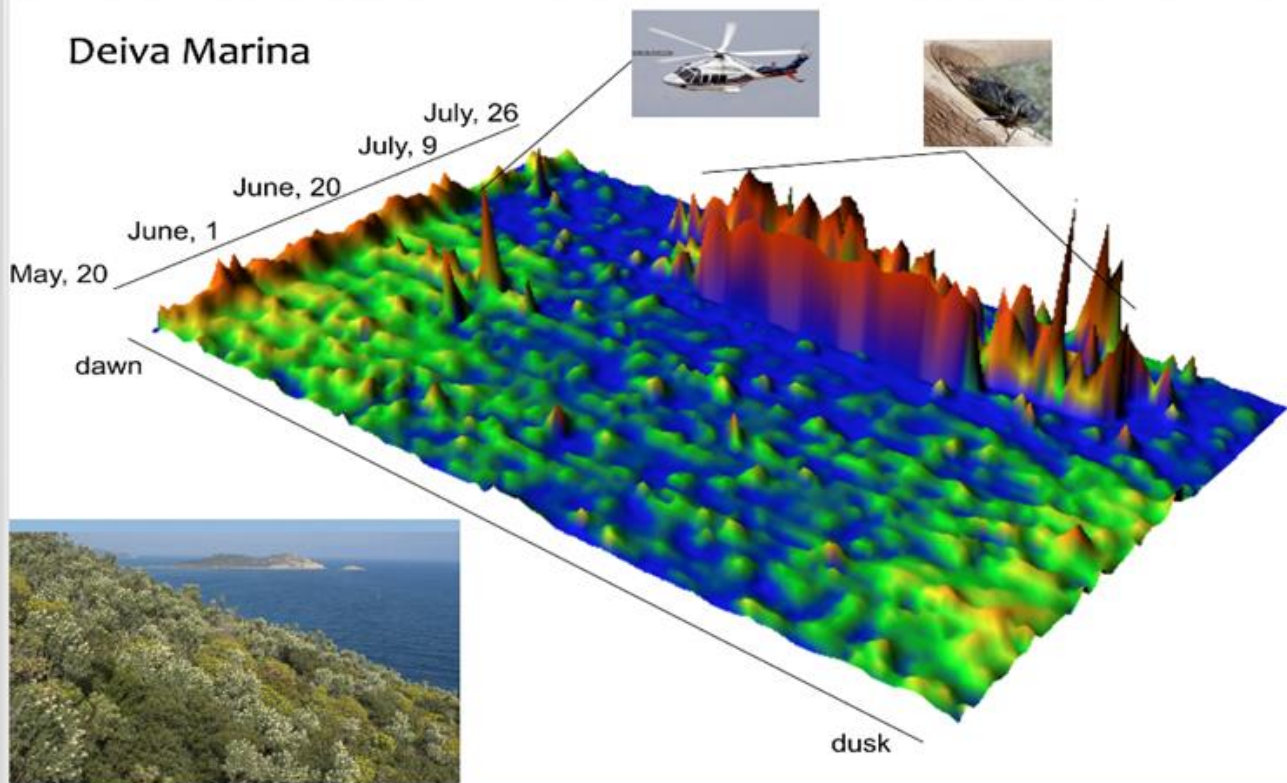 Deiva Marina
July, 26
July, 9
June, 20
June, 1
May, 20
dawn
dusk